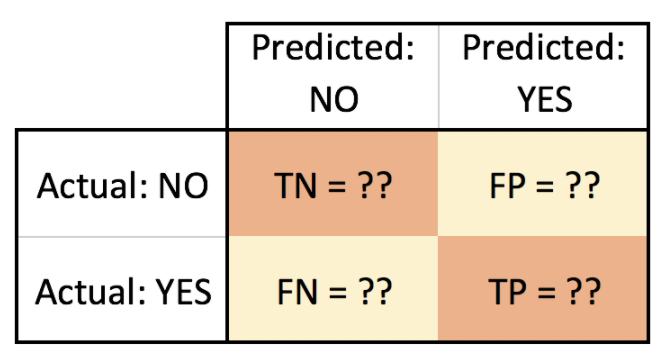 Predicted: Predicted:
NO YES
Actual: NO TN = ?? FP = ??
Actual: YES FN = ?? TP = ??